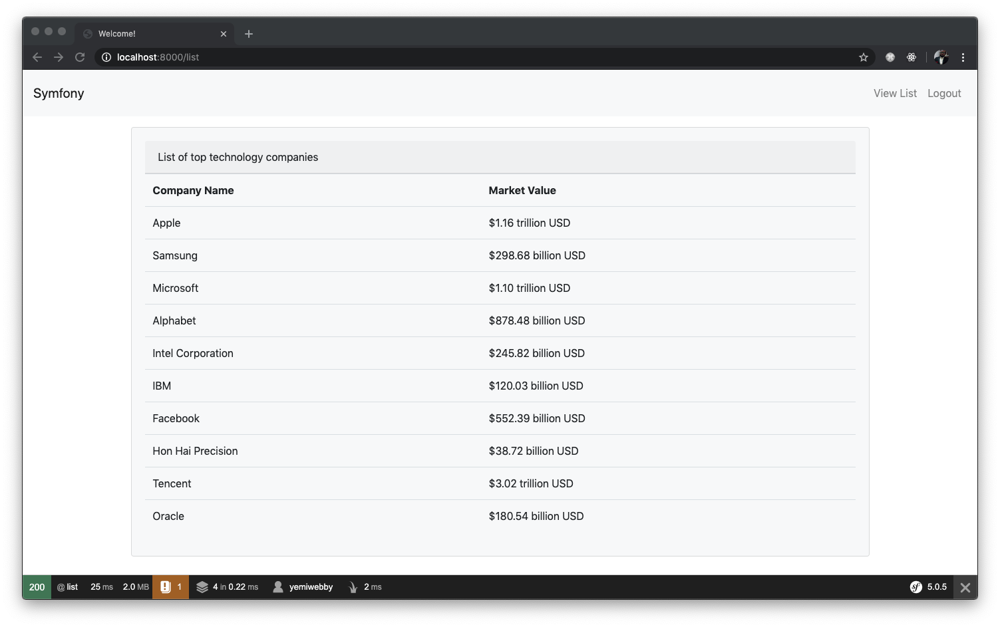 Welcome!
localhost:8000/list
Symfony
View List Logout
List of top technology companies
Company Name Market Value
Apple $1.16 trillion USD
Samsung $298.68 billion USD
Microsoft $1.10 trillion USD
Alphabet $878.48 billion USD
Intel Corporation $245.82 billion USD
IBM $120.03 billion USD
Facebook $552.39 billion USD
Hon Hai Precision $38.72 billion USD
Tencent $3.02 trillion USD
Oracle $180.54 billion USD
200 @ list 25 ms 2.0 MB 1 4 in 0.22 ms yemiwebby 2 ms sf 5.0.5